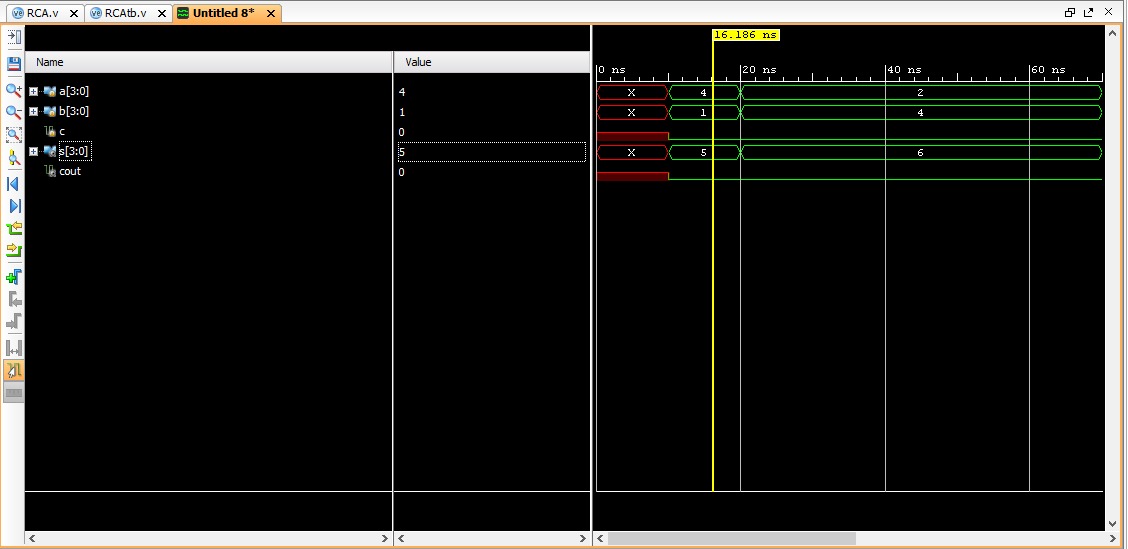 RCA.v RCAtb.v Untitled 8*
16.186 ns
Name Value 0 ns 20 ns 40 ns 60 ns
a[3:0] 4 X 4 2
b[3:0] 1 X 1 4
c 0
s[3:0] 5 X 5 6
cout 0